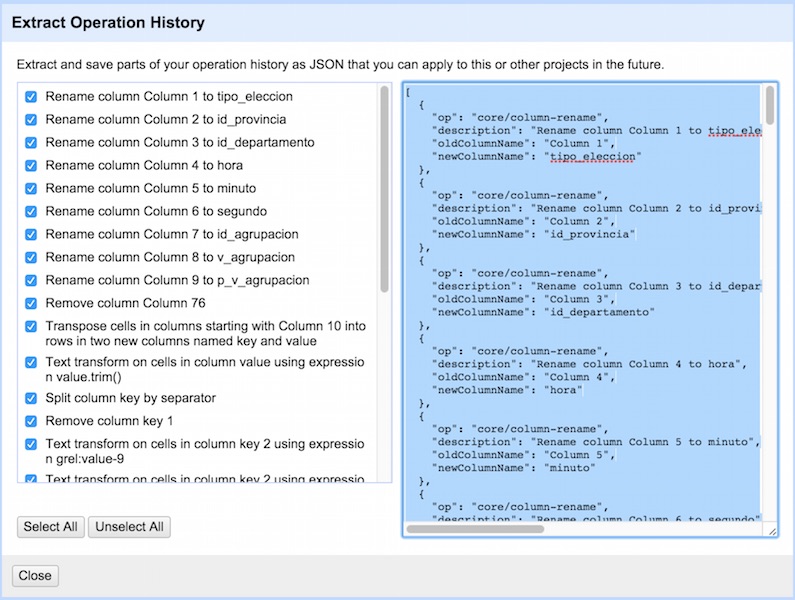 Extract Operation History
Extract and save parts of your operation history as JSON that you can apply to this or other projects in the future.
Rename column Column 1 to tipo_eleccion
Rename column Column 2 to id_provincia
Rename column Column 3 to id_departamento
Rename column Column 4 to hora
Rename column Column 5 to minuto
Rename column Column 6 to segundo
Rename column Column 7 to id_agrupacion
Rename column Column 8 to v_agrupacion
Rename column Column 9 to p_v_agrupacion
Remove column Column 76
Transpose cells in columns starting with Column 10 into
rows in two new columns named key and value
Text transform on cells in column value using expressio
n value.trim()
Split column key by separator
Remove column key 1
Text transform on cells in column key 2 using expressio
n grel:value-9
Text transform on cells in column key 2 using expressio
[
{
"op": "core/column-rename",
"description": "Rename column Column 1 to tipo_ele
"oldColumnName": "Column 1",
"newColumnName": "tipo_eleccion"
},
{
"op": "core/column-rename",
"description": "Rename column Column 2 to id_provi
"oldColumnName": "Column 2",
"newColumnName": "id_provincia"
},
{
"op": "core/column-rename",
"description": "Rename column Column 3 to id_depar
"oldColumnName": "Column 3",
"newColumnName": "id_departamento"
},
{
"op": "core/column-rename",
"description": "Rename column Column 4 to hora",
"oldColumnName": "Column 4",
"newColumnName": "hora"
},
{
"op": "core/column-rename",
"description": "Rename column Column 5 to minuto",
"oldColumnName": "Column 5",
"newColumnName": "minuto"
},
{
"op": "core/column-rename",
"description": "Rename column Column 6 to segundo"
Select All
Unselect All
Close